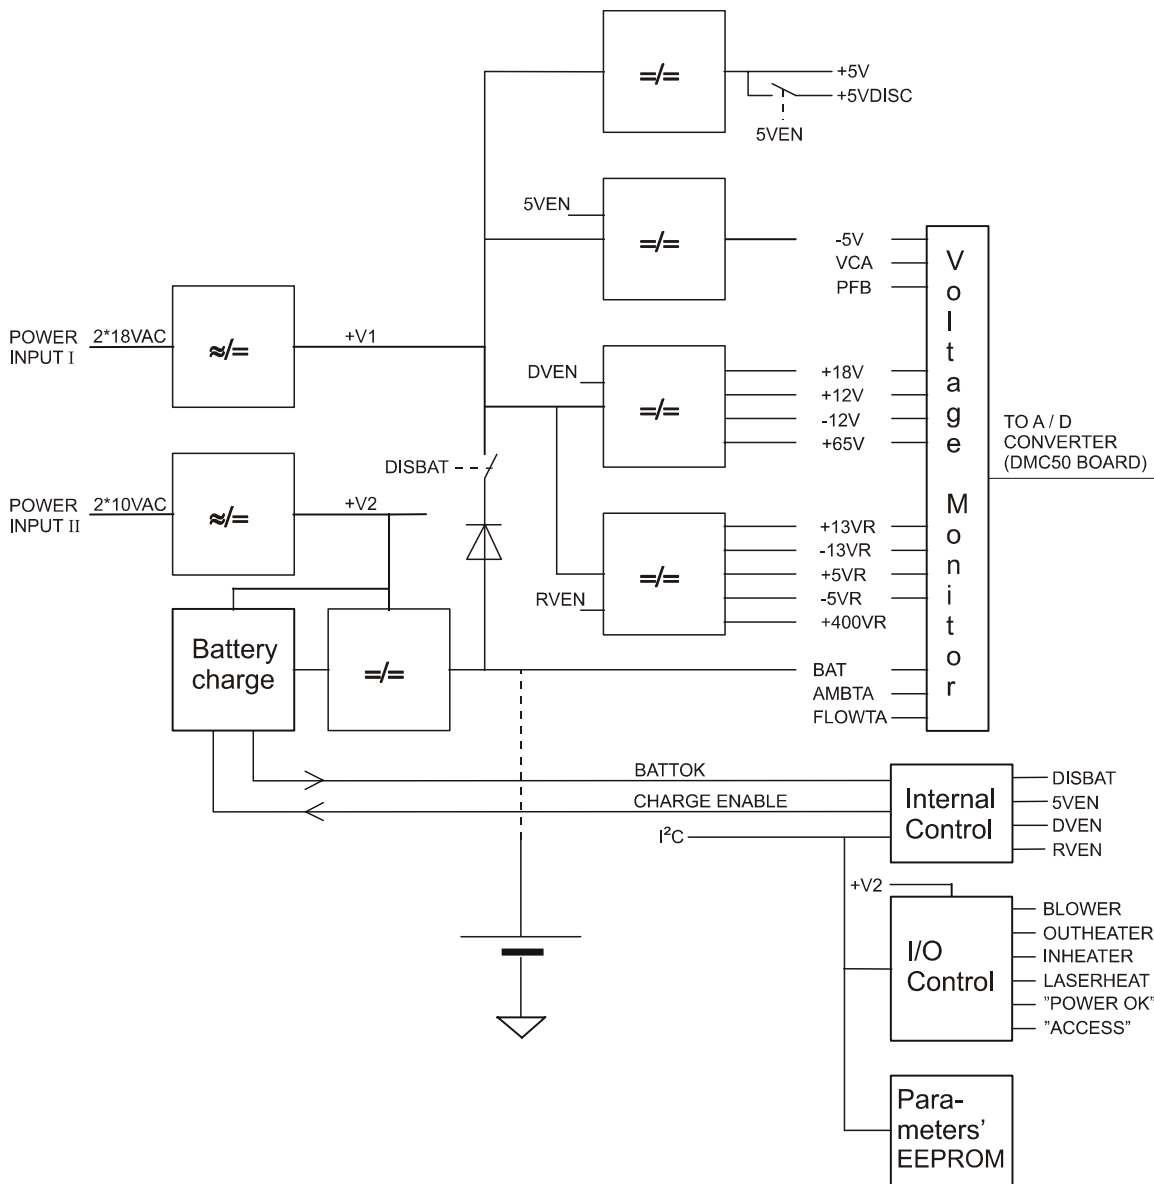 =/=
+5V
+5VDISC
5VEN
5VEN
=/=
-5V
VCA
PFB
Voltage Monitor
POWER
INPUT I
2*18VAC
≈/=
+V1
DVEN
=/=
+18V
+12V
-12V
+65V
TO A / D
CONVERTER
(DMC50 BOARD)
DISBAT
POWER
INPUT II
2*10VAC
≈/=
+V2
RVEN
=/=
+13VR
-13VR
+5VR
-5VR
+400VR
Battery
charge
=/=
BAT
AMBTA
FLOWTA
BATTOK
CHARGE ENABLE
I²C
Internal
Control
DISBAT
5VEN
DVEN
RVEN
+V2
I/O
Control
BLOWER
OUTHEATER
INHEATER
LASERHEAT
"POWER OK"
"ACCESS"
Para-
meters'
EEPROM